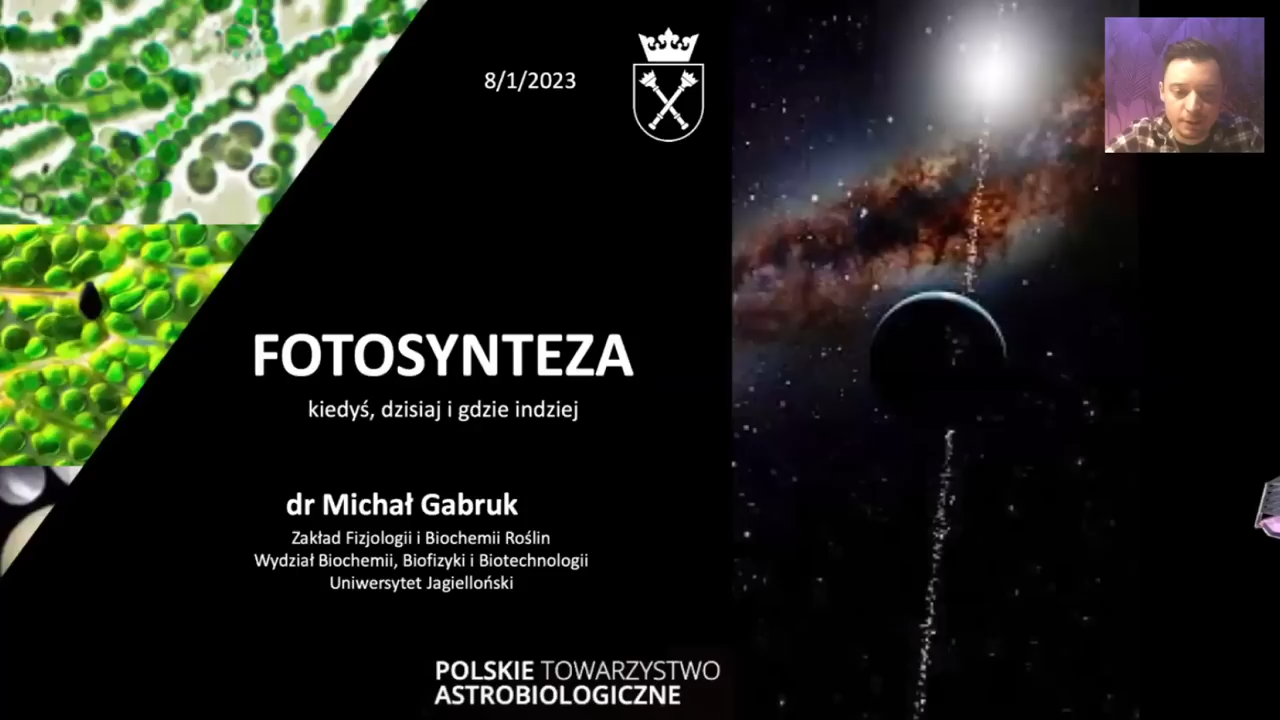 8/1/2023
FOTOSYNTEZA
kiedyś, dzisiaj i gdzie indziej
dr Michał Gabruk
Zakład Fizjologii i Biochemii Roślin
Wydział Biochemii, Biofizyki i Biotechnologii
Uniwersytet Jagielloński
POLSKIE TOWARZYSTWO
ASTROBIOLOGICZNE